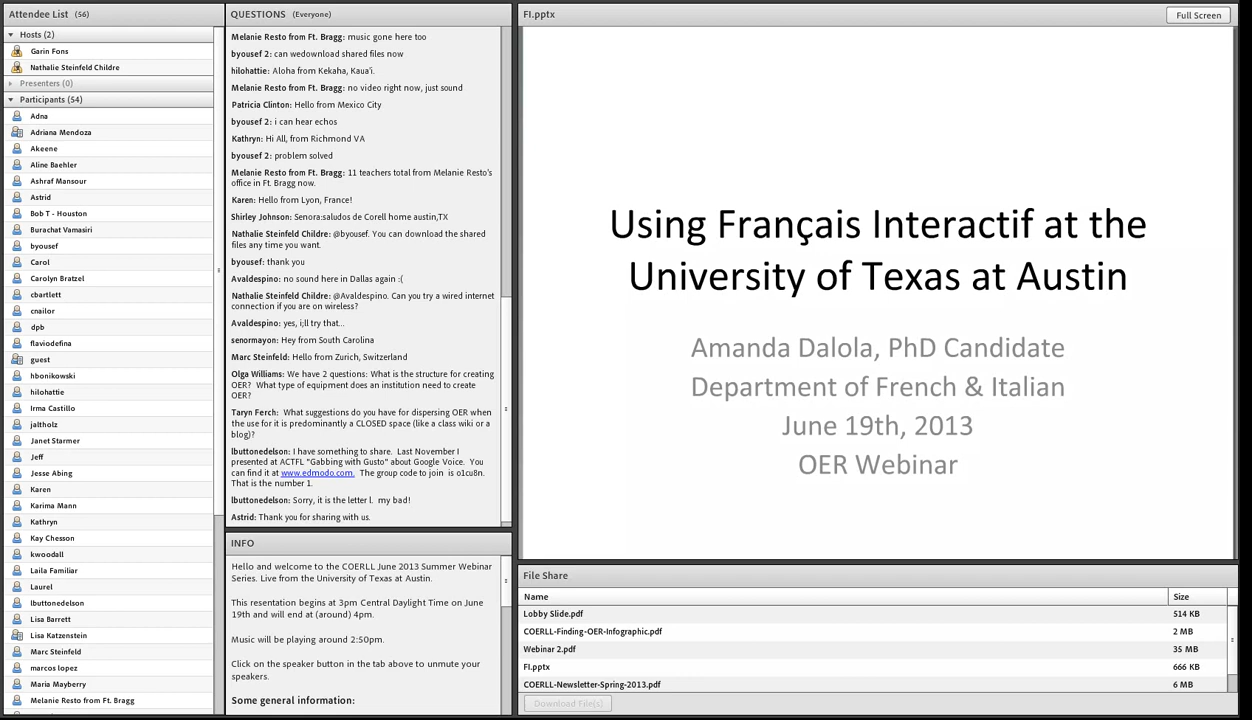 Attendee List (56)
Hosts (2)
Garin Fons
Nathalie Steinfeld Childre
Presenters (0)
Participants (54)
Adna
Adriana Mendoza
Akeene
Aline Baehler
Ashraf Mansour
Astrid
Bob T - Houston
Burachat Vamasiri
byousef
Carol
Carolyn Bratzel
cbartlett
cnailor
dpb
flaviodefina
guest
hbonikowski
hilohattie
Irma Castillo
jaltholz
Janet Starmer
Jeff
Jesse Abing
Karen
Karima Mann
Kathryn
Kay Chesson
kwoodall
Laila Familiar
Laurel
lbuttonedelson
Lisa Barrett
Lisa Katzenstein
Marc Steinfeld
marcos lopez
Maria Mayberry
Melanie Resto from Ft. Bragg
QUESTIONS (Everyone)
Melanie Resto from Ft. Bragg: music gone here too
byousef 2: can wedownload shared files now
hilohattie: Aloha from Kekaha, Kaua'i.
Melanie Resto from Ft. Bragg: no video right now, just sound
Patricia Clinton: Hello from Mexico City
byousef 2: i can hear echos
Kathryn: Hi All, from Richmond VA
byousef 2: problem solved
Melanie Resto from Ft. Bragg: 11 teachers total from Melanie Resto's
office in Ft. Bragg now.
Karen: Hello from Lyon, France!
Shirley Johnson: Senora:saludos de Corell home austin,TX
Nathalie Steinfeld Childre: @byousef. You can download the shared
files any time you want.
byousef: thank you
Avaldespino: no sound here in Dallas again :(
Nathalie Steinfeld Childre: @Avaldespino. Can you try a wired internet
connection if you are on wireless?
Avaldespino: yes, i;ll try that...
senormayon: Hey from South Carolina
Marc Steinfeld: Hello from Zurich, Switzerland
Olga Williams: We have 2 questions: What is the structure for creating
OER? What type of equipment does an institution need to create
OER?
Taryn Ferch: What suggestions do you have for dispersing OER when
the use for it is predominantly a CLOSED space (like a class wiki or a
blog)?
lbuttonedelson: I have something to share. Last November I
presented at ACTFL "Gabbing with Gusto" about Google Voice. You
can find it at www.edmodo.com. The group code to join is o1cu8n.
That is the number 1.
lbuttonedelson: Sorry, it is the letter l. my bad!
Astrid: Thank you for sharing with us.
INFO
Hello and welcome to the COERLL June 2013 Summer Webinar
Series. Live from the University of Texas at Austin.
This resentation begins at 3pm Central Daylight Time on June
19th and will end at (around) 4pm.
Music will be playing around 2:50pm.
Click on the speaker button in the tab above to unmute your
speakers.
Some general information:
FI.pptx
Full Screen
Using Français Interactif at the
University of Texas at Austin
Amanda Dalola, PhD Candidate
Department of French & Italian
June 19th, 2013
OER Webinar
File Share
Name Size
Lobby Slide.pdf 514 KB
COERLL-Finding-OER-Infographic.pdf 2 MB
Webinar 2.pdf 35 MB
FI.pptx 666 KB
COERLL-Newsletter-Spring-2013.pdf 6 MB
Download File(s)